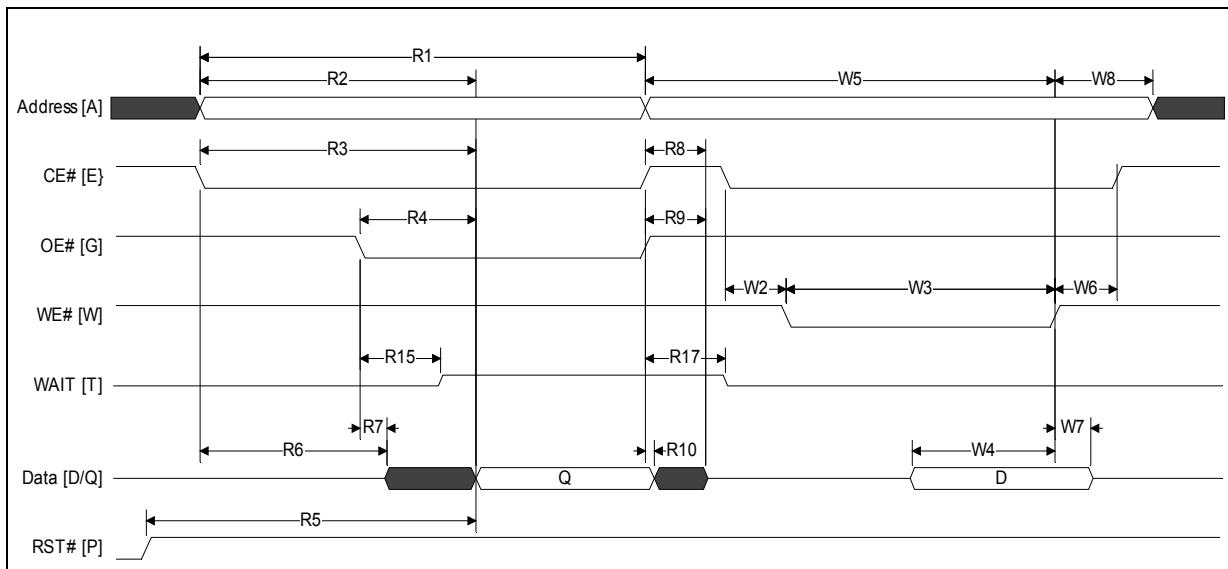 R1
R2 W5 W8
Address [A]
R3 R8
CE# [E}
R4 R9
OE# [G]
W2 W3 W6
WE# [W]
R15 R17
WAIT [T]
R7 W7
R6 R10 W4
Data [D/Q] Q D
R5
RST# [P]